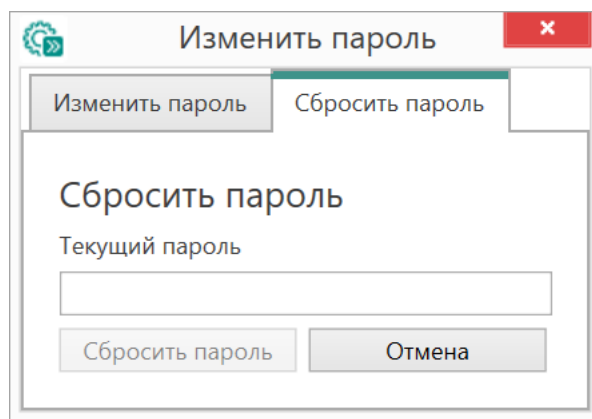 Изменить пароль
Изменить пароль Сбросить пароль
Сбросить пароль
Текущий пароль
Сбросить пароль Отмена